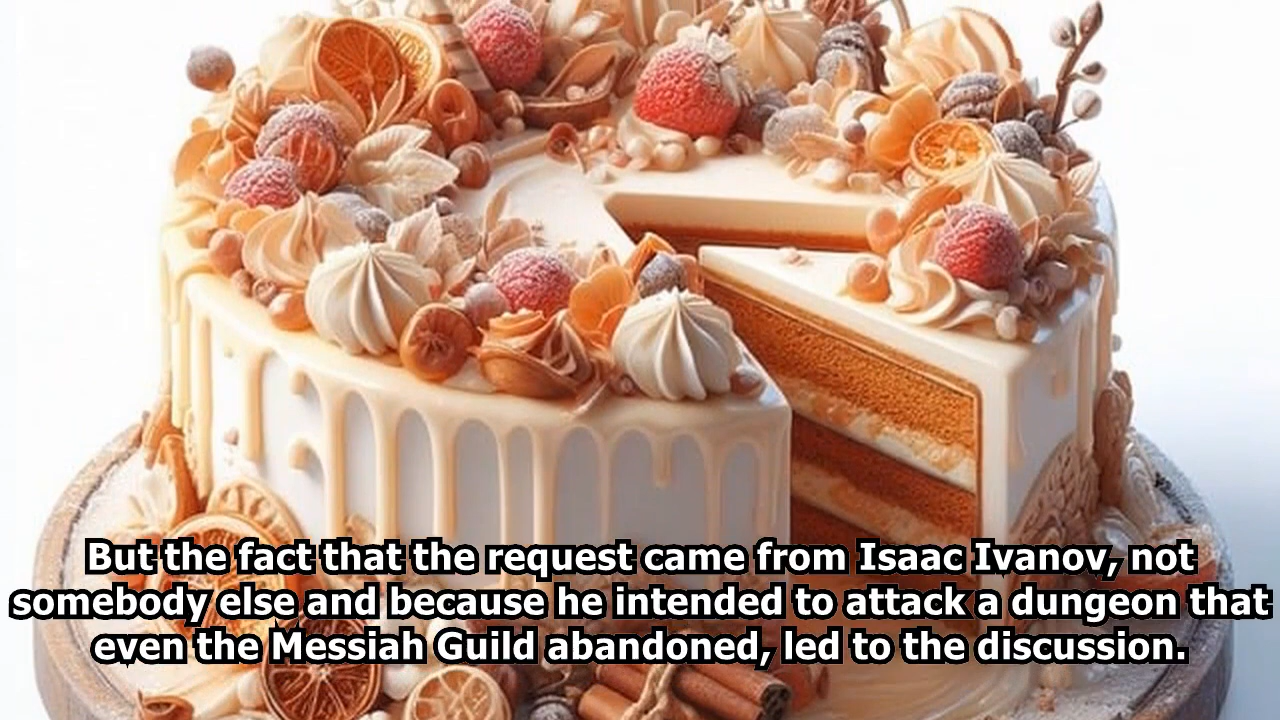 But the fact that the request came from Isaac Ivanov, not
somebody else and because he intended to attack a dungeon that
even the Messiah Guild abandoned, led to the discussion.